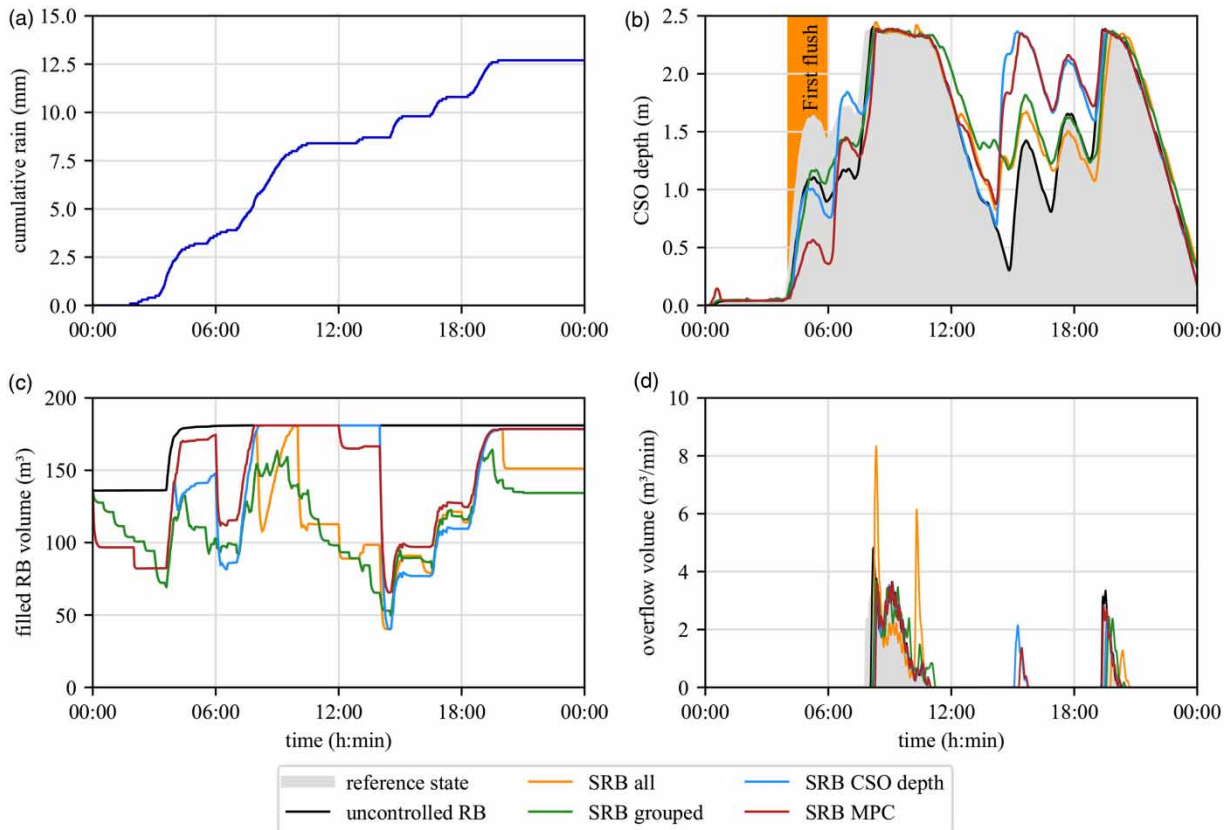 (a)
15.0
12.5
10.0
7.5
5.0
2.5
0.0
cumulative rain (mm)
00:00 06:00 12:00 18:00 00:00
(b)
2.5
2.0
1.5
1.0
0.5
0.0
CSO depth (m)
First flush
00:00 06:00 12:00 18:00 00:00
(c)
200
150
100
50
0
filled RB volume (m³)
00:00 06:00 12:00 18:00 00:00
time (h:min)
(d)
10
8
6
4
2
0
overflow volume (m³/min)
00:00 06:00 12:00 18:00 00:00
time (h:min)
reference state SRB all SRB CSO depth
uncontrolled RB SRB grouped SRB MPC